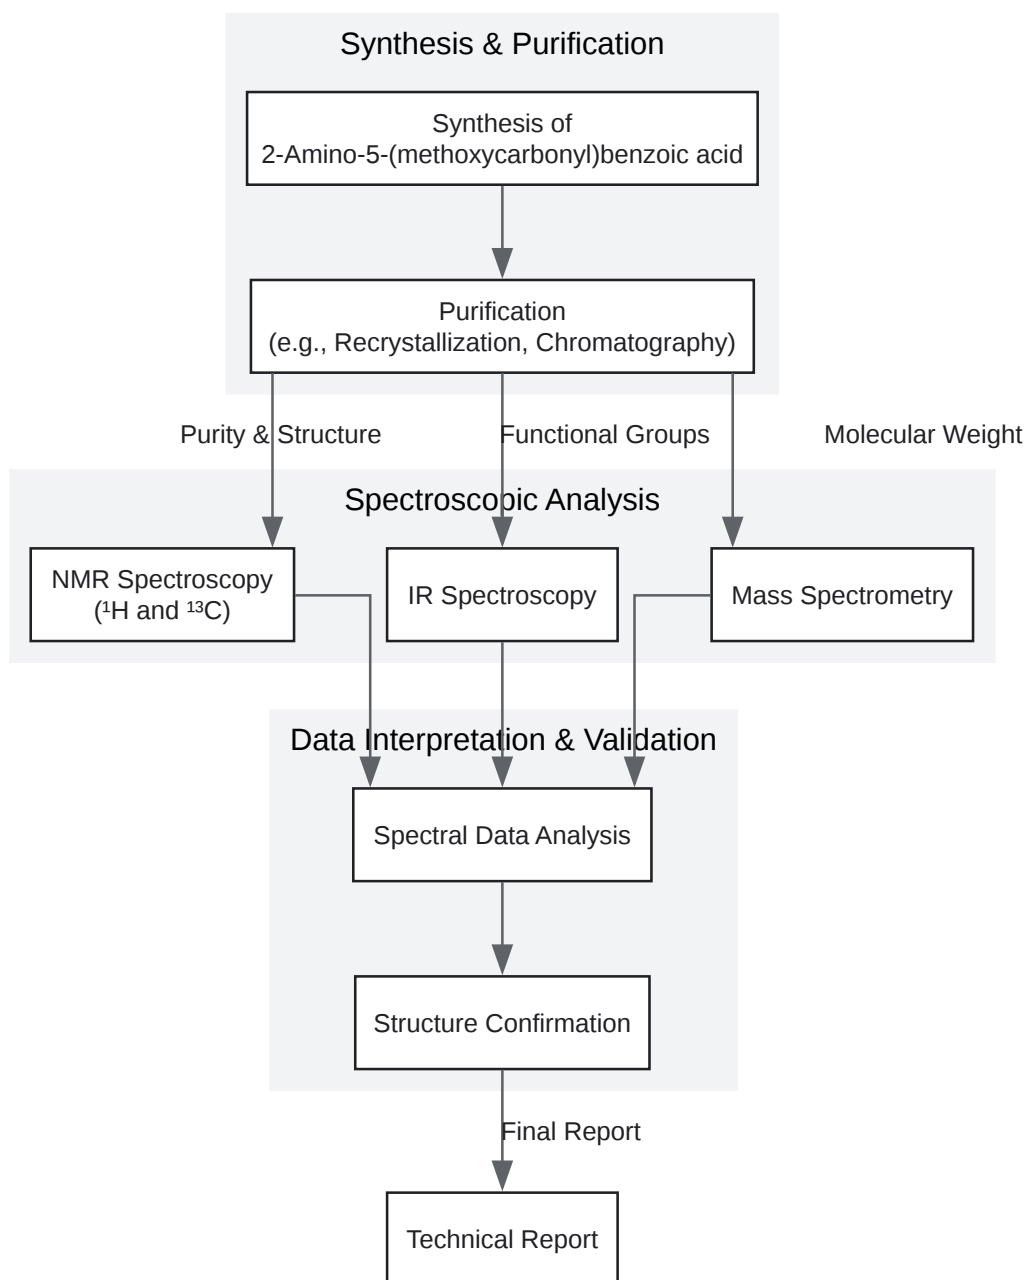 Synthesis & Purification
Synthesis of
2-Amino-5-(methoxycarbonyl)benzoic acid
Purification
(e.g., Recrystallization, Chromatography)
Purity & Structure
Functional Groups
Molecular Weight
Spectroscopic Analysis
NMR Spectroscopy
(¹H and ¹³C)
IR Spectroscopy
Mass Spectrometry
Data Interpretation & Validation
Spectral Data Analysis
Structure Confirmation
Final Report
Technical Report